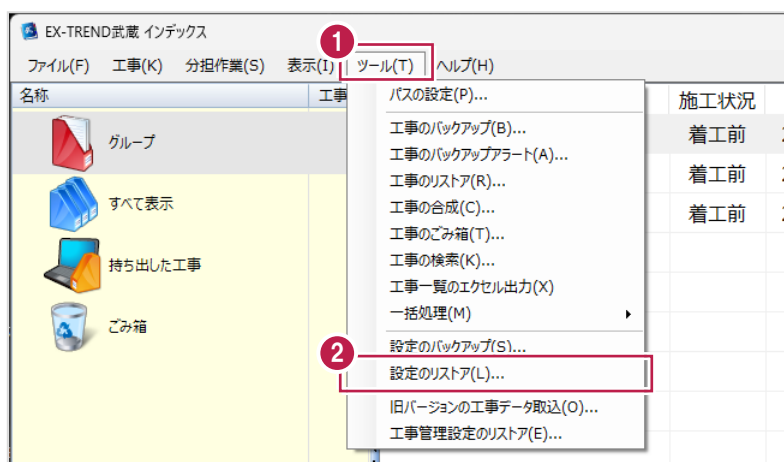 EX-TREND武蔵 インデックス
1
ファイル(F) 工事(K) 分担作業(S) 表示(I) ツール(T) ヘルプ(H)
名称 工事 施工状況
パスの設定(P)...
工事のバックアップ(B)...
工事のバックアップアラート(A)...
工事のリストア(R)...
工事の合成(C)...
工事のごみ箱(T)...
工事の検索(K)...
工事一覧のエクセル出力(X)
一括処理(M)
設定のバックアップ(S)...
2
設定のリストア(L)...
旧バージョンの工事データ取込(O)...
工事管理設定のリストア(E)...
グループ
すべて表示
持ち出した工事
ごみ箱
着工前
着工前
着工前